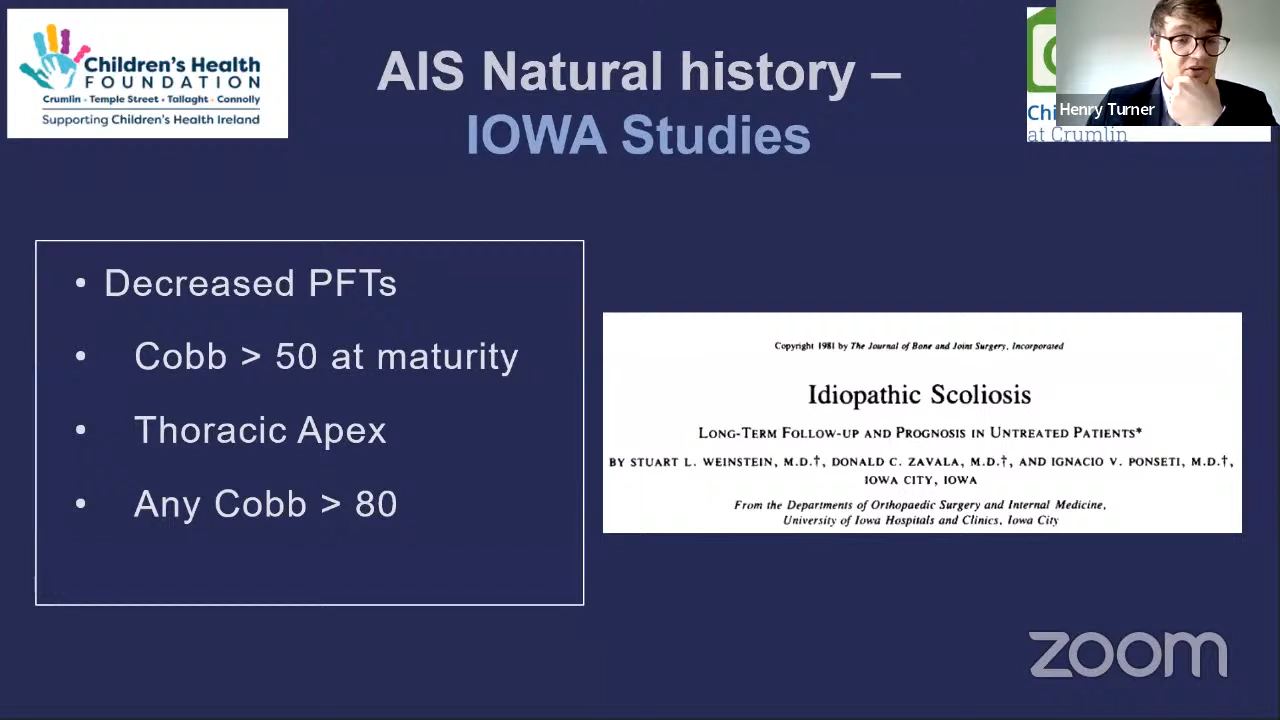 Children's Health
FOUNDATION
Crumlin • Temple Street • Tallaght • Connolly
Supporting Children's Health Ireland
AIS Natural history –
IOWA Studies
Henry Turner
at Crumlin
• Decreased PFTs
• Cobb > 50 at maturity
• Thoracic Apex
• Any Cobb > 80
Copyright 1981 by The Journal of Bone and Joint Surgery, Incorporated
Idiopathic Scoliosis
LONG-TERM FOLLOW-UP AND PROGNOSIS IN UNTREATED PATIENTS*
BY STUART L. WEINSTEIN, M.D.†, DONALD C. ZAVALA, M.D.†, AND IGNACIO V. PONSETI, M.D.†,
IOWA CITY, IOWA
From the Departments of Orthopaedic Surgery and Internal Medicine,
University of Iowa Hospitals and Clinics, Iowa City
zoom